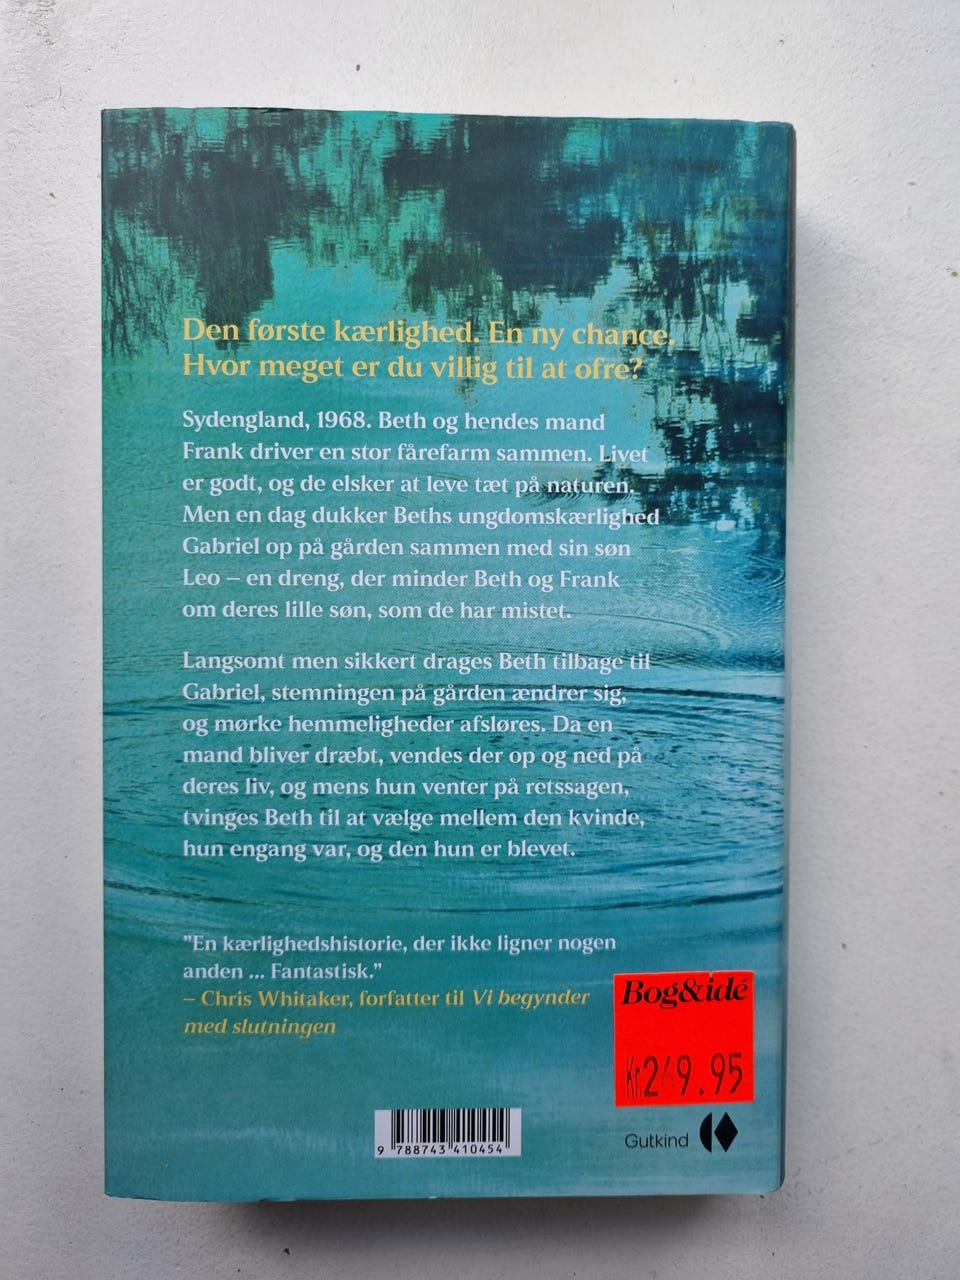 Den første kærlighed. En ny chance.
Hvor meget er du villig til at ofre?
Sydengland, 1968. Beth og hendes mand
Frank driver en stor fårefarm sammen. Livet
er godt, og de elsker at leve tæt på naturen.
Men en dag dukker Beths ungdomskærlighed
Gabriel op på gården sammen med sin søn
Leo – en dreng, der minder Beth og Frank
om deres lille søn, som de har mistet.
Langsomt men sikkert drages Beth tilbage til
Gabriel, stemningen på gården ændrer sig,
og mørke hemmeligheder afsløres. Da en
mand bliver dræbt, vendes der op og ned på
deres liv, og mens hun venter på retssagen,
tvinges Beth til at vælge mellem den kvinde,
hun engang var, og den hun er blevet.
”En kærlighedshistorie, der ikke ligner nogen
anden ... Fantastisk.”
– Chris Whitaker, forfatter til Vi begynder
med slutningen
Bog&idé
Kr.249.95
9 788743 410454
Gutkind